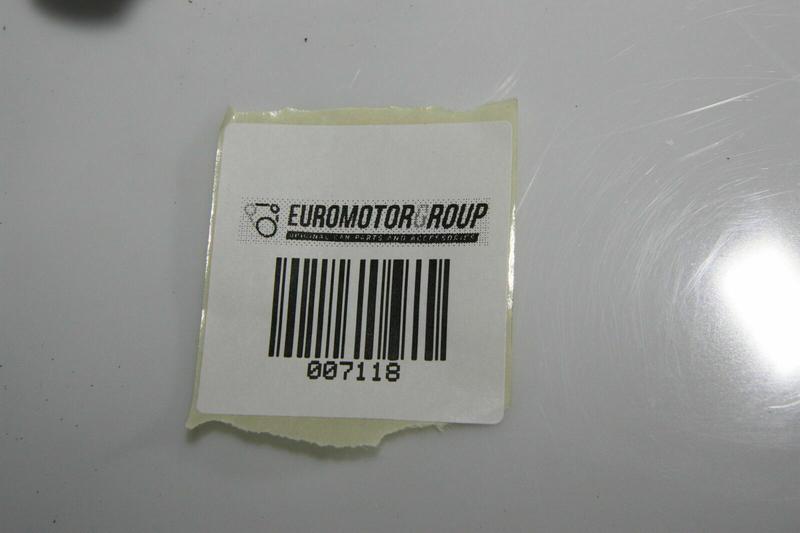 EUROMOTORGROUP
ORIGINAL CAR PARTS AND ACCESSORIES
007118